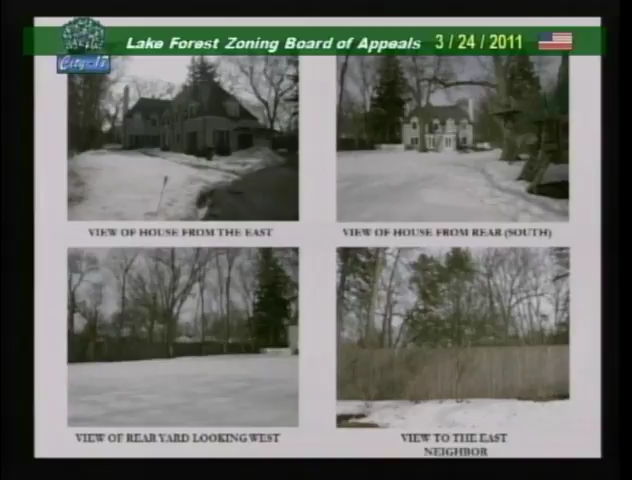 Lake Forest Zoning Board of Appeals 3 / 24 / 2011
City-17
VIEW OF HOUSE FROM THE EAST
VIEW OF HOUSE FROM REAR (SOUTH)
VIEW OF REAR YARD LOOKING WEST
VIEW TO THE EAST
NEIGHBOR